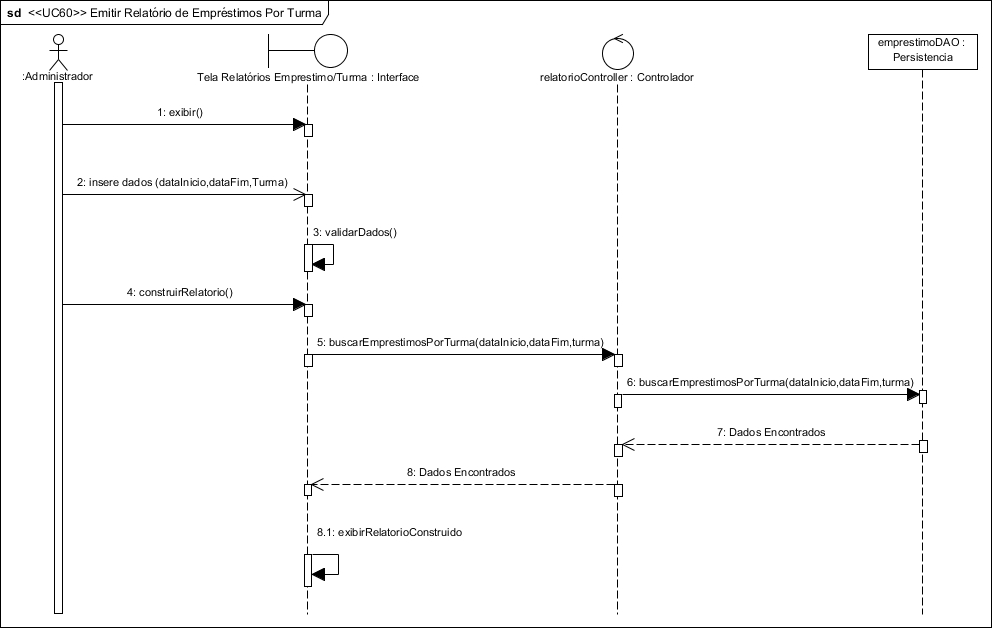 sd <<UC60>> Emitir Relatório de Empréstimos Por Turma
:Administrador
Tela Relatórios Emprestimo/Turma : Interface
relatorioController : Controlador
emprestimoDAO :
Persistencia
1: exibir()
2: insere dados (dataInicio,dataFim,Turma)
3: validarDados()
4: construirRelatorio()
5: buscarEmprestimosPorTurma(dataInicio,dataFim,turma)
6: buscarEmprestimosPorTurma(dataInicio,dataFim,turma)
7: Dados Encontrados
8: Dados Encontrados
8.1: exibirRelatorioConstruido